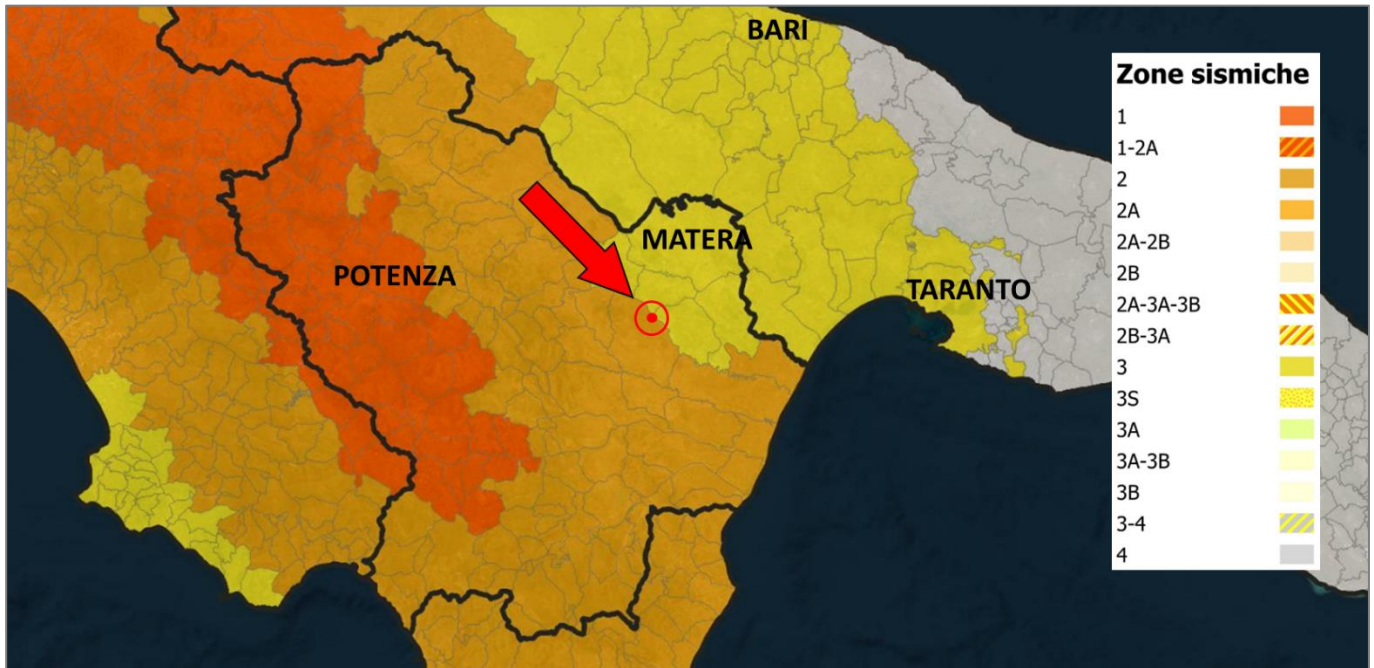 BARI
MATERA
POTENZA
TARANTO
Zone sismiche
1
1-2A
2
2A
2A-2B
2B
2A-3A-3B
2B-3A
3
3S
3A
3A-3B
3B
3-4
4